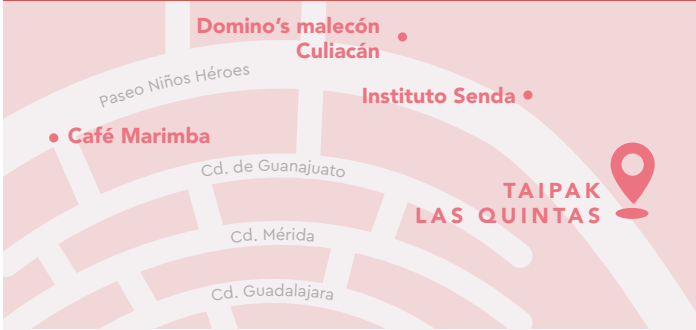 Domino's malecón
Culiacán
Paseo Niños Héroes
Instituto Senda
Café Marimba
Cd. de Guanajuato
TAIPAK
LAS QUINTAS
Cd. Mérida
Cd. Guadalajara